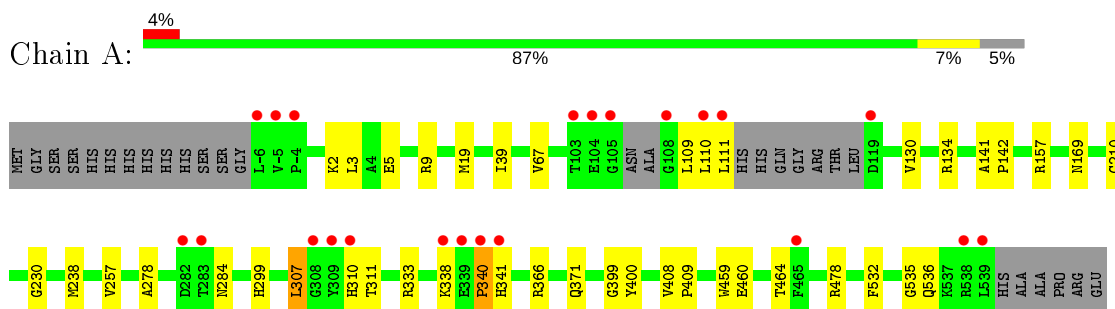 4%
Chain A:
87% 7% 5%
MET GLY SER SER HIS HIS HIS HIS HIS HIS SER SER GLY L-6 V-5 P-4 K2 L3 A4 E5 R9 M19 I39 V67 T103 E104 G105 ASN ALA G108 L109 L110 L111 HIS HIS GLN GLY ARG THR LEU D119 V130 R134 A141 P142 R157 N169
G230 M238 V257 A278 D282 T283 N284 H299 L307 G308 Y309 H310 T311 R333 K338 E339 P340 H341 R366 Q371 G399 Y400 V408 P409 W459 E460 T464 F465 R478 F532 G535 Q536 K537 R538 L539 HIS ALA ALA PRO ARG GLU